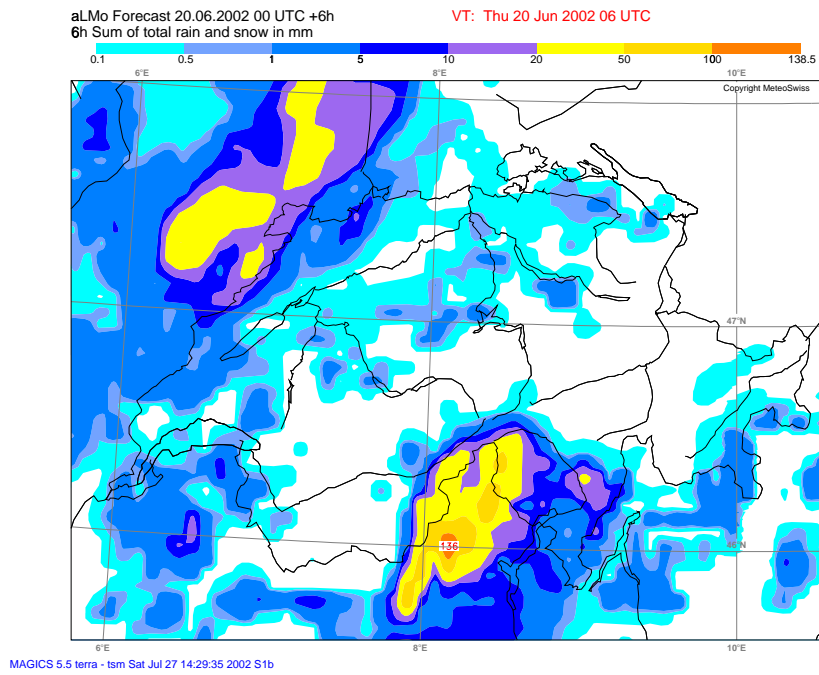 aLMo Forecast 20.06.2002 00 UTC +6h
VT: Thu 20 Jun 2002 06 UTC
6h Sum of total rain and snow in mm
0.1 0.5 1 5 10 20 50 100 138.5
6°E 8°E 10°E
Copyright MeteoSwiss
47°N
136
46°N
6°E 8°E 10°E
MAGICS 5.5 terra - tsm Sat Jul 27 14:29:35 2002 S1b